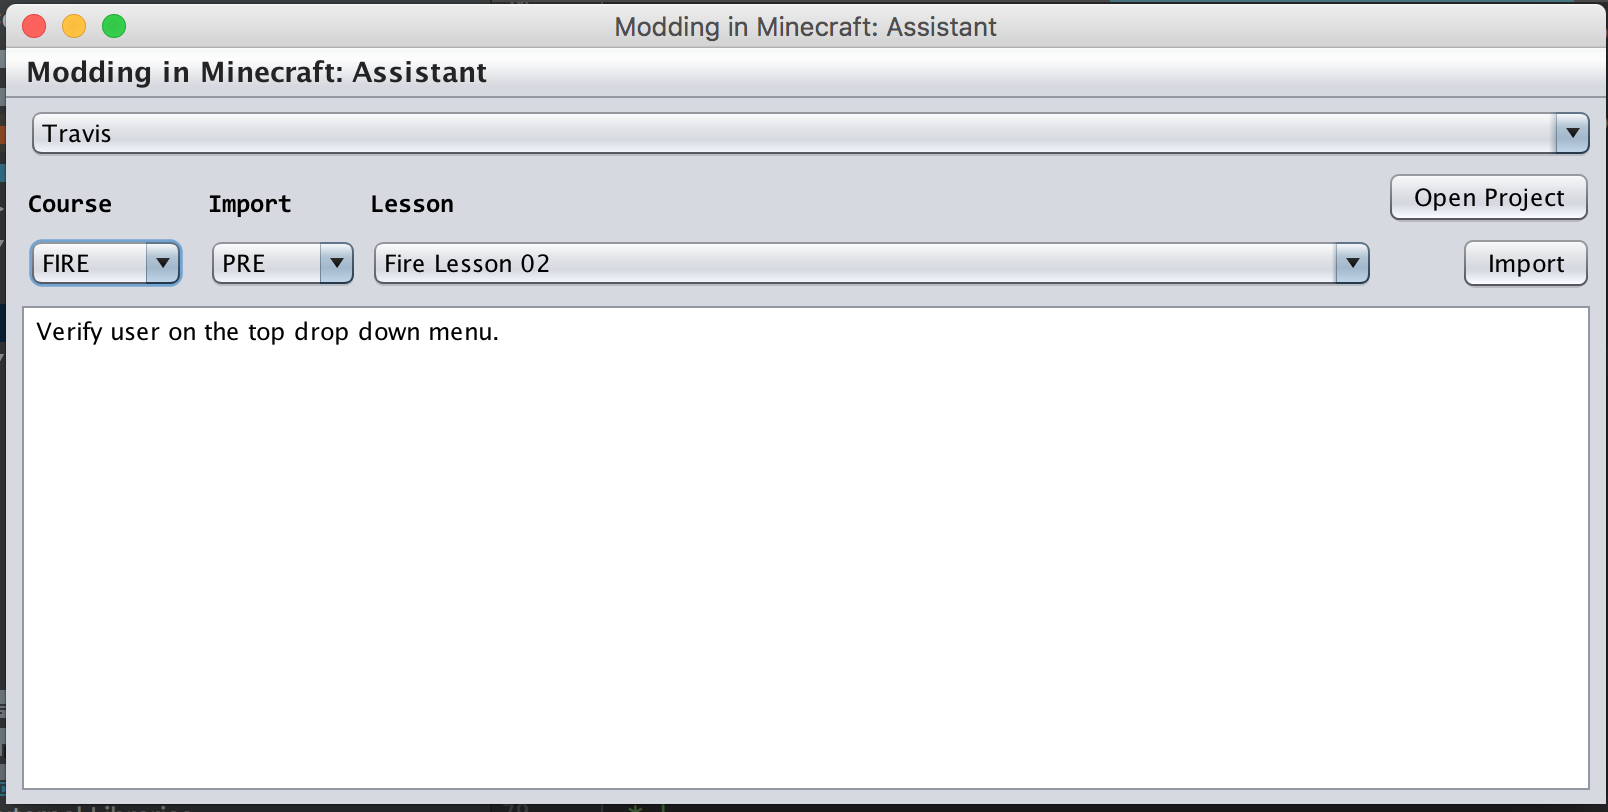 Modding in Minecraft: Assistant
Modding in Minecraft: Assistant
Travis
Open Project
Course Import Lesson
FIRE PRE Fire Lesson 02 Import
Verify user on the top drop down menu.